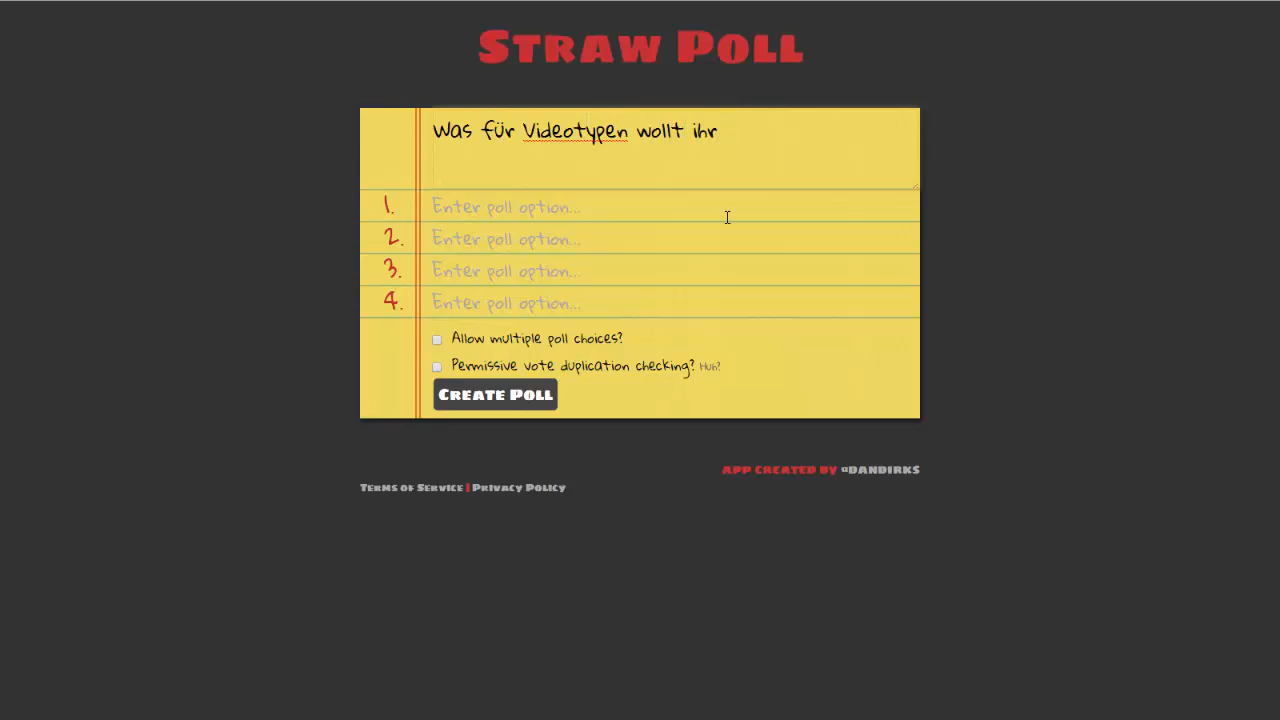 Straw Poll
Was für Videotypen wollt ihr
1. Enter poll option...
2. Enter poll option...
3. Enter poll option...
4. Enter poll option...
Allow multiple poll choices?
Permissive vote duplication checking? Huh?
Create Poll
App created by @dandirks
Terms of Service | Privacy Policy